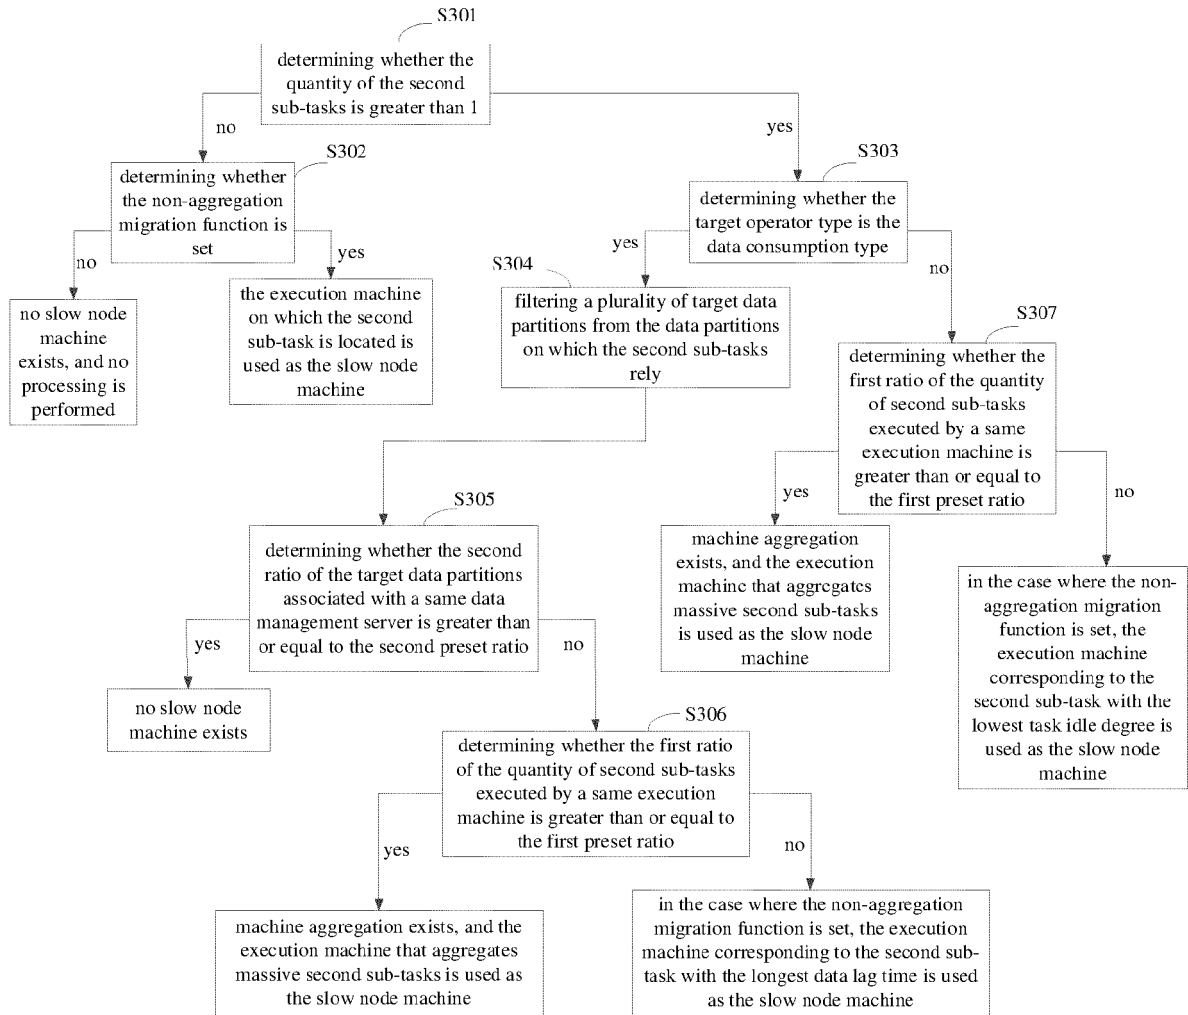 S301
determining whether the
quantity of the second
sub-tasks is greater than 1
no
yes
S302
determining whether
the non-aggregation
migration function is
set
S303
determining whether the
target operator type is the
data consumption type
no
yes
yes
no
no slow node
machine
exists, and no
processing is
performed
the execution machine
on which the second
sub-task is located is
used as the slow node
machine
S304
filtering a plurality of target data
partitions from the data partitions
on which the second sub-tasks
rely
S307
determining whether the
first ratio of the quantity
of second sub-tasks
executed by a same
execution machine is
greater than or equal to
the first preset ratio
yes
no
S305
determining whether the second
ratio of the target data partitions
associated with a same data
management server is greater than
or equal to the second preset ratio
machine aggregation
exists, and the execution
machine that aggregates
massive second sub-tasks
is used as the slow node
machine
in the case where the non-
aggregation migration
function is set, the
execution machine
corresponding to the
second sub-task with the
lowest task idle degree is
used as the slow node
machine
yes
no
no slow node
machine exists
S306
determining whether the first ratio
of the quantity of second sub-tasks
executed by a same execution
machine is greater than or equal to
the first preset ratio
yes
no
machine aggregation exists, and the
execution machine that aggregates
massive second sub-tasks is used as
the slow node machine
in the case where the non-aggregation
migration function is set, the execution
machine corresponding to the second sub-
task with the longest data lag time is used
as the slow node machine